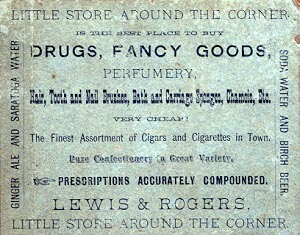 LITTLE STORE AROUND THE CORNER
IS THE BEST PLACE TO BUY
DRUGS, FANCY GOODS,
PERFUMERY,
Hair, Tooth and Nail Brushes, Bath and Carriage Sponges, Chamois, Etc.
VERY CHEAP!
The Finest Assortment of Cigars and Cigarettes in Town.
Pure Confectionery in Great Variety,
PRESCRIPTIONS ACCURATELY COMPOUNDED.
LEWIS & ROGERS,
LITTLE STORE AROUND THE CORNER
GINGER ALE AND SARATOGA WATER
SODA WATER AND BIRCH BEER.